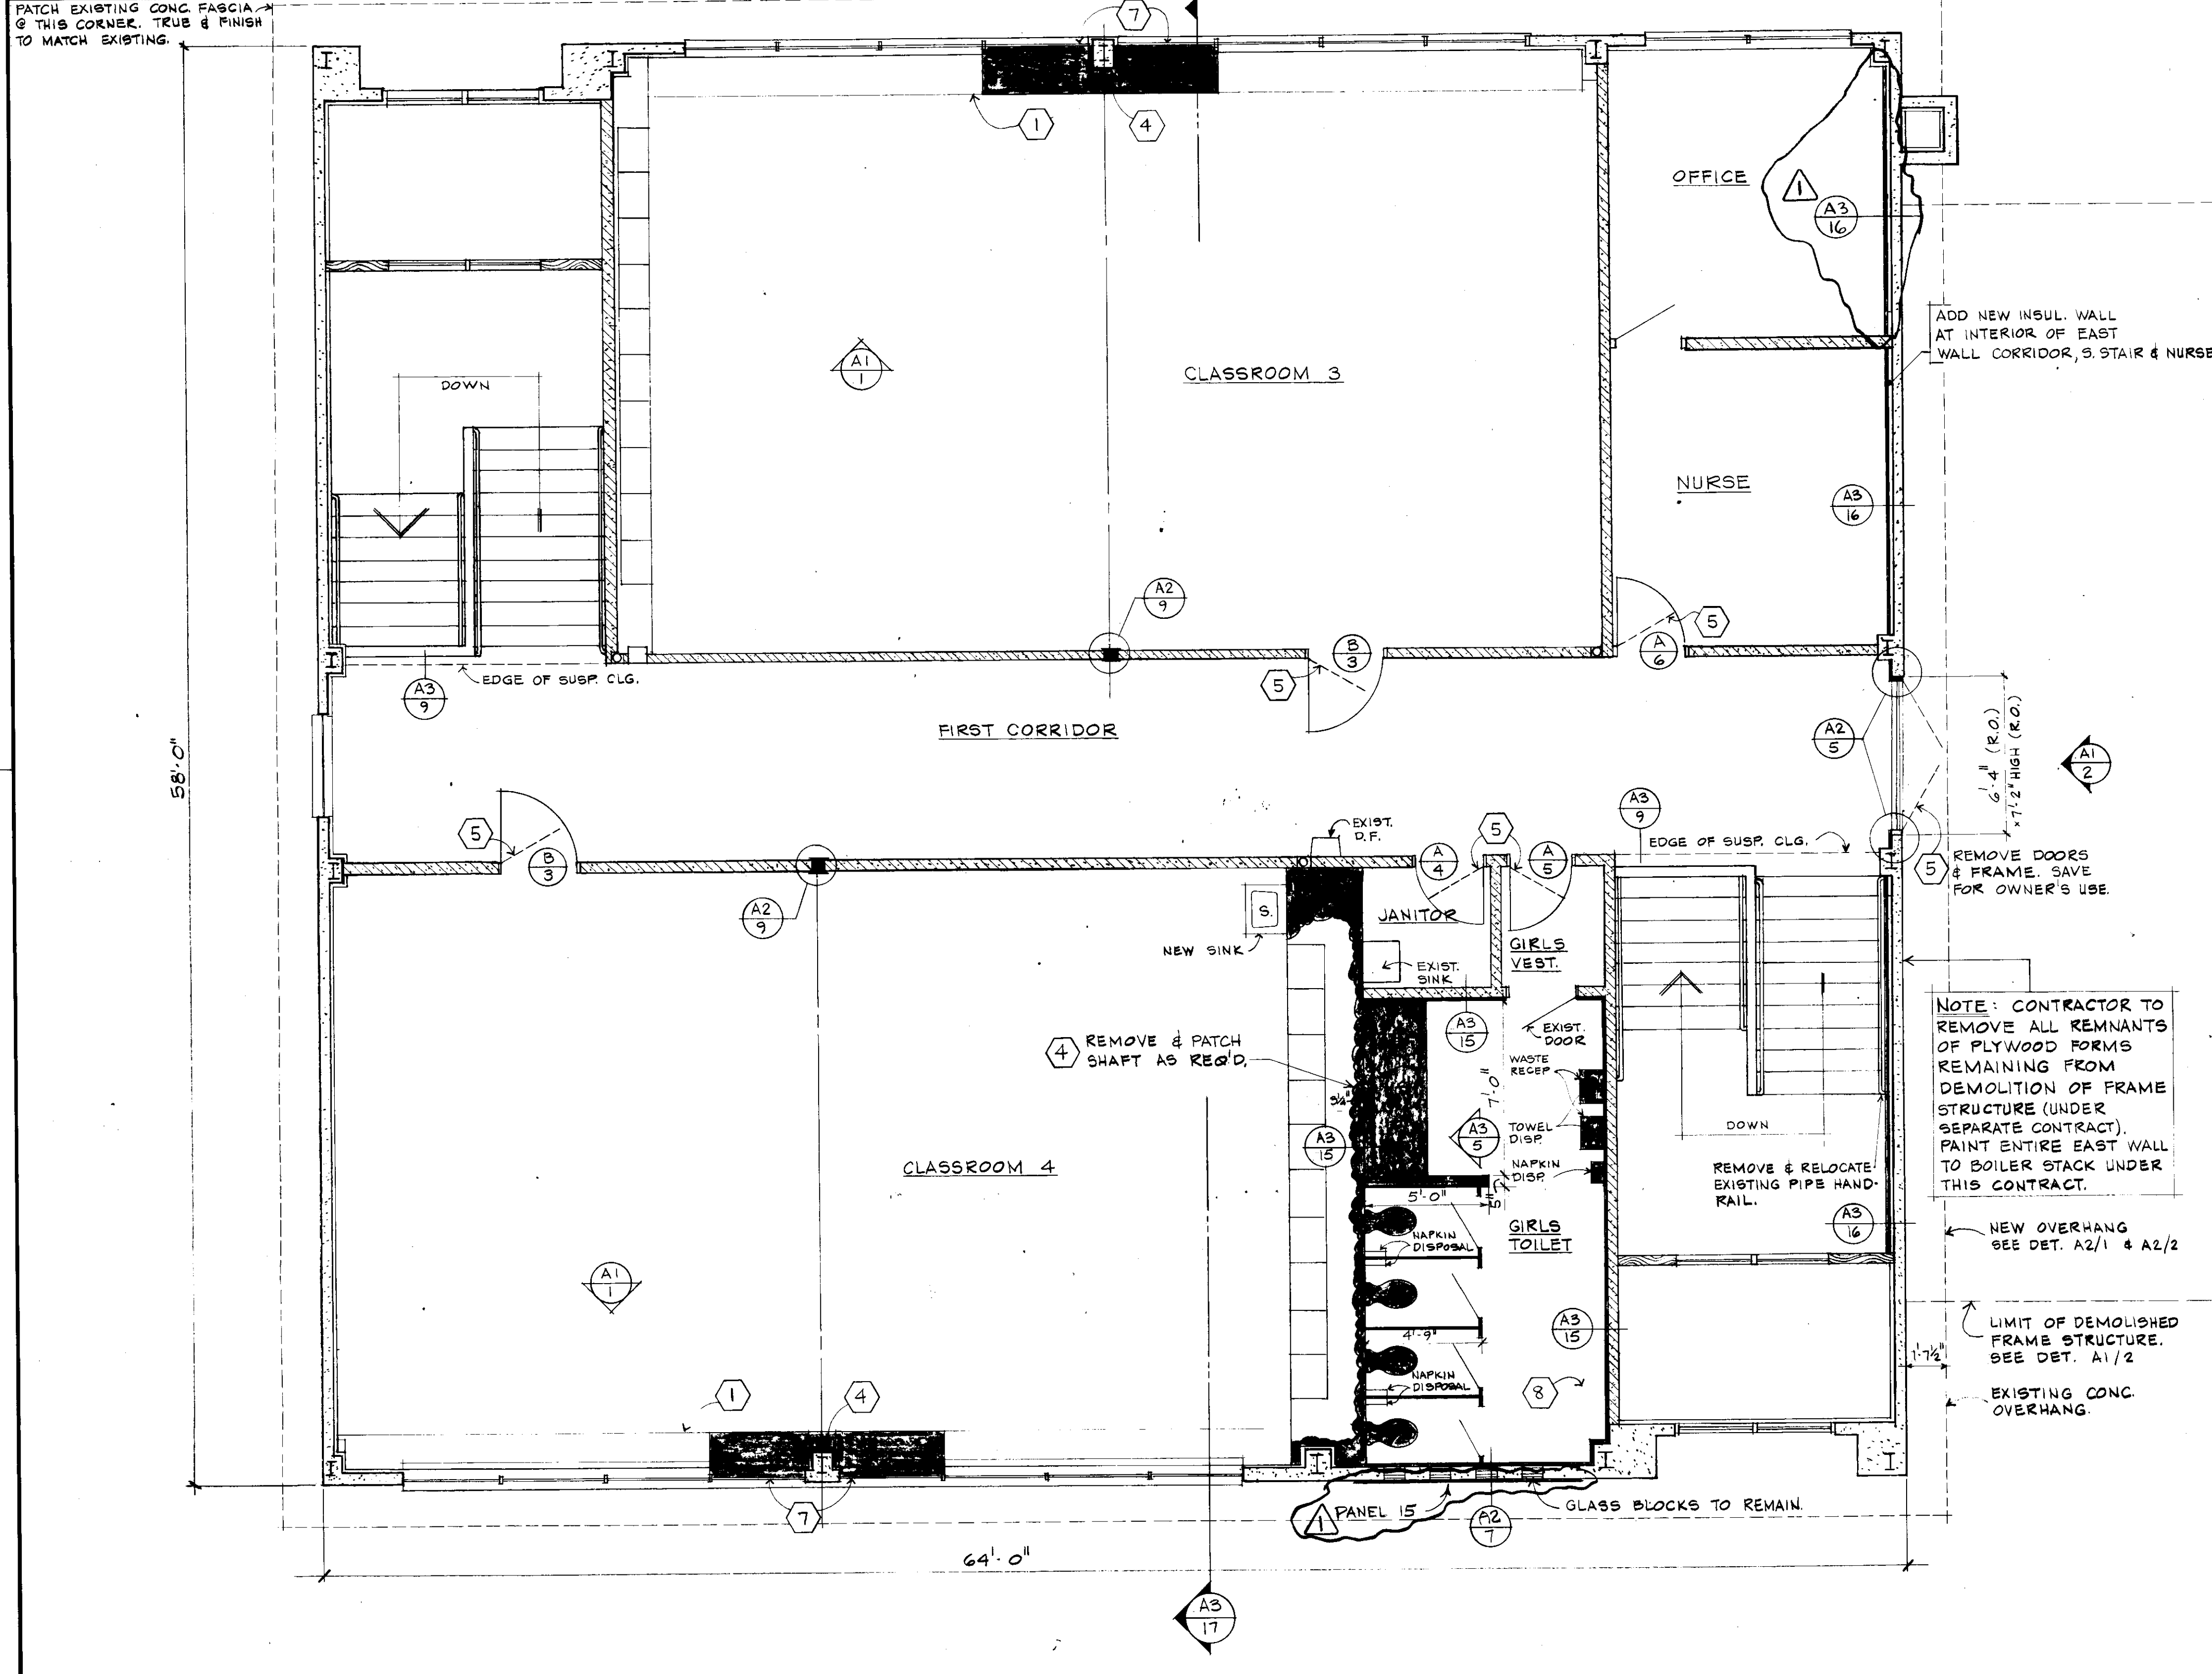 PATCH EXISTING CONC. FASCIA
@ THIS CORNER. TRUE & FINISH
TO MATCH EXISTING.
7
1
4
OFFICE
1
A3
16
ADD NEW INSUL. WALL
AT INTERIOR OF EAST
WALL CORRIDOR, S. STAIR & NURSE
DOWN
A1
1
CLASSROOM 3
NURSE
A3
16
A2
9
B
3
5
A
6
5
EDGE OF SUSP. CLG.
A3
9
FIRST CORRIDOR
58'-0"
A2
5
6'-4" (R.O.)
x 7'-2" HIGH (R.O.)
A1
2
5
B
3
A2
9
EXIST.
D.F.
A
4
5
A
5
A3
9
EDGE OF SUSP. CLG.
5
REMOVE DOORS
& FRAME. SAVE
FOR OWNER'S USE.
S.
NEW SINK
JANITOR
EXIST.
SINK
GIRLS
VEST.
4
REMOVE & PATCH
SHAFT AS REQ'D.
A3
15
EXIST.
DOOR
WASTE
RECEP
7'-0"
3½"
A3
15
A3
5
TOWEL
DISP.
NAPKIN
DISP.
5'-0"
5"
GIRLS
TOILET
NAPKIN
DISPOSAL
4'-9"
NAPKIN
DISPOSAL
A3
15
8
CLASSROOM 4
A1
1
1
4
7
DOWN
REMOVE & RELOCATE
EXISTING PIPE HAND-
RAIL.
A3
16
NOTE: CONTRACTOR TO
REMOVE ALL REMNANTS
OF PLYWOOD FORMS
REMAINING FROM
DEMOLITION OF FRAME
STRUCTURE (UNDER
SEPARATE CONTRACT).
PAINT ENTIRE EAST WALL
TO BOILER STACK UNDER
THIS CONTRACT.
NEW OVERHANG
SEE DET. A2/1 & A2/2
LIMIT OF DEMOLISHED
FRAME STRUCTURE.
SEE DET. A1/2
1'-7½"
EXISTING CONC.
OVERHANG.
1
PANEL 15
A2
7
GLASS BLOCKS TO REMAIN.
64'-0"
A3
17